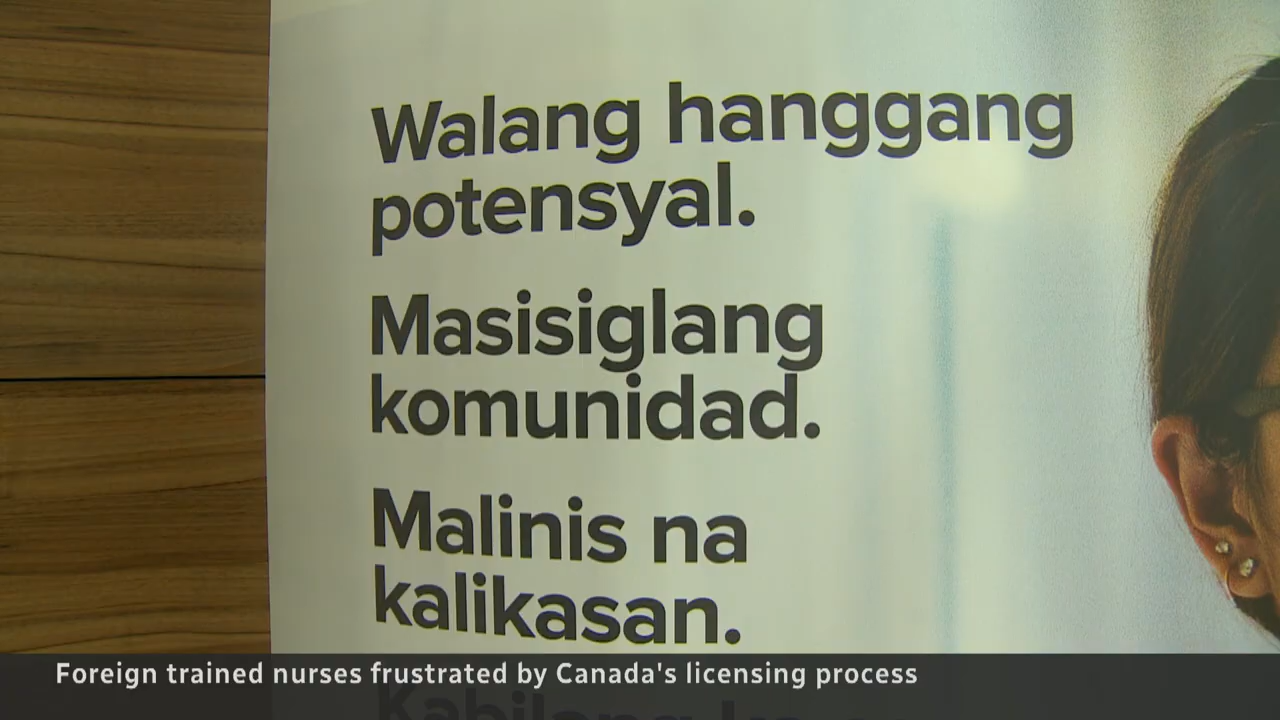 Walang hanggang
potensyal.
Masisiglang
komunidad.
Malinis na
kalikasan.
Foreign trained nurses frustrated by Canada's licensing process